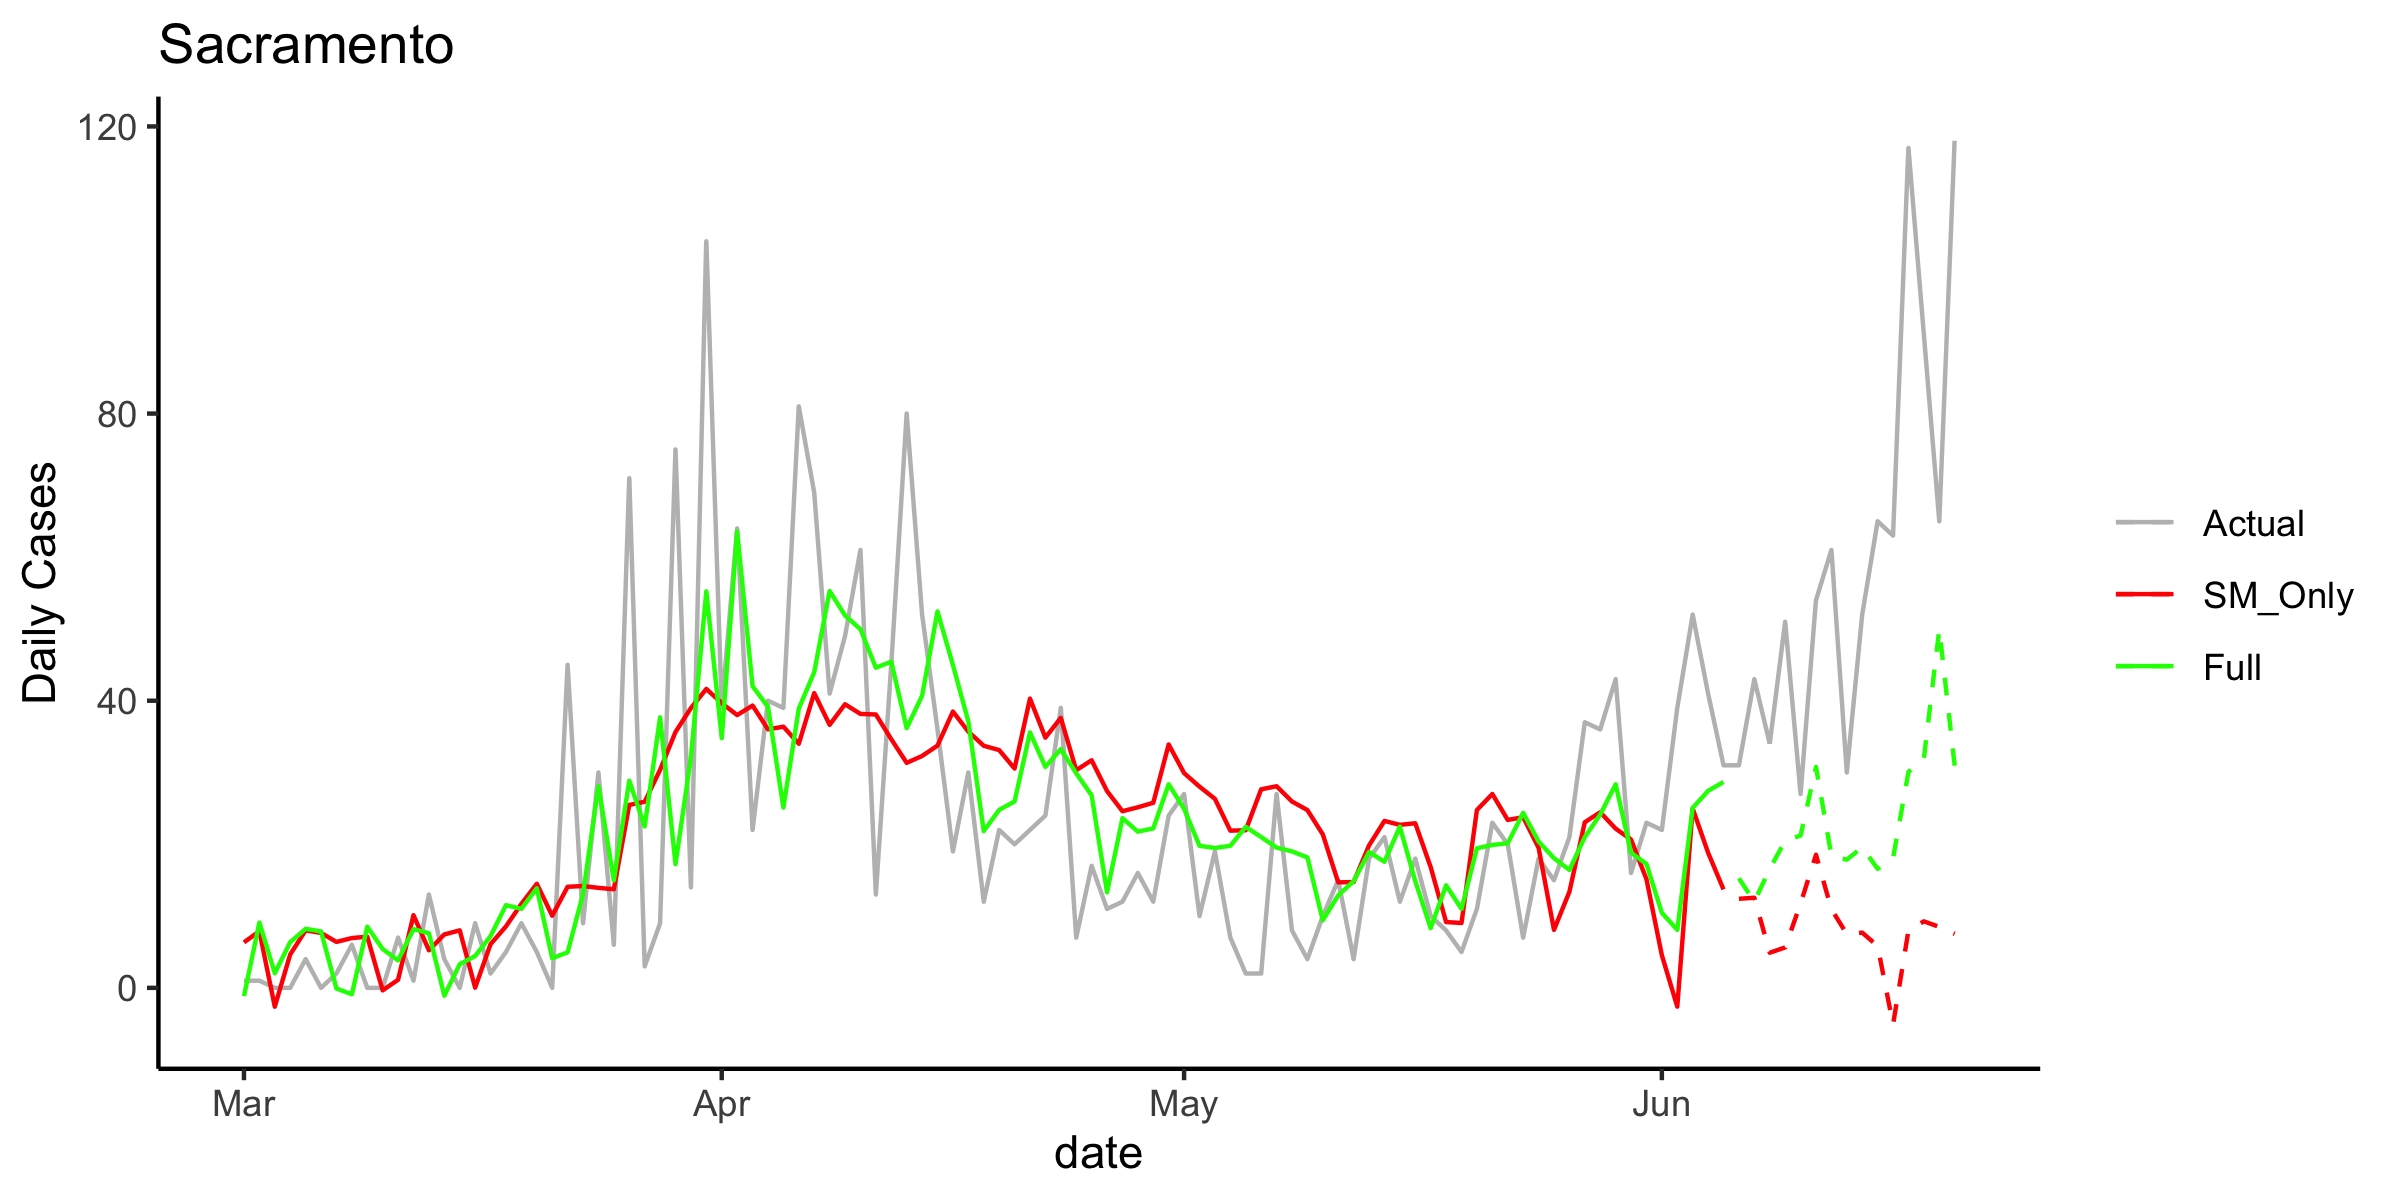 Sacramento
120
80
40
0
Daily Cases
Mar
Apr
May
Jun
date
Actual
SM_Only
Full